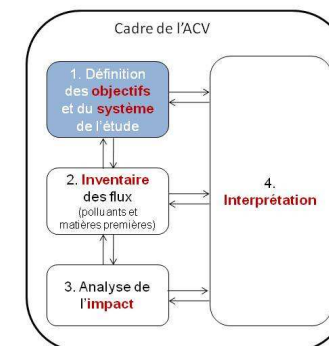 Cadre de l'ACV
1. Définition
des objectifs
et du système
de l'étude
2. Inventaire
des flux
(polluants et
matières premières)
3. Analyse de
l'impact
4.
Interprétation